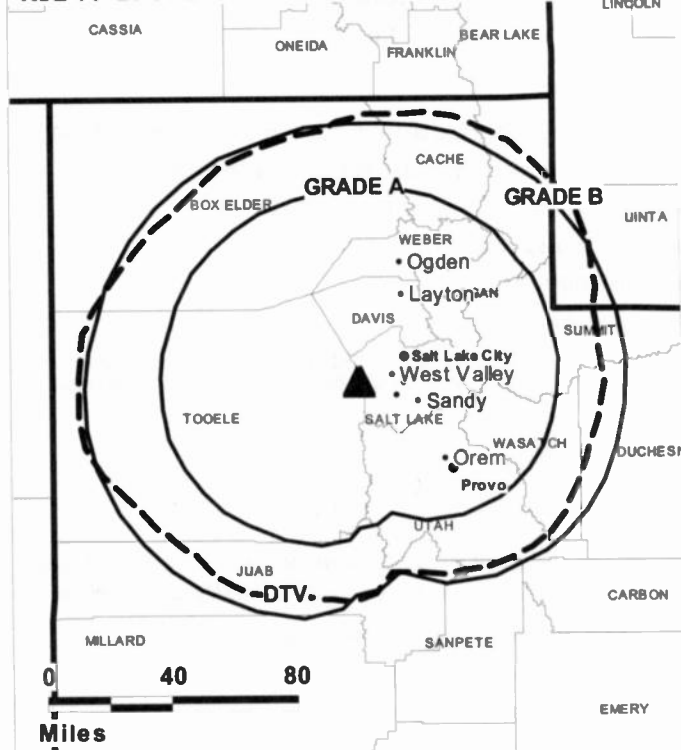 LINCOLN
CASSIA
ONEIDA
FRANKLIN
BEAR LAKE
CACHE
GRADE A
GRADE B
BOX ELDER
UINTA
WEBER
Ogden
Layton
DAVIS
SUMMIT
Salt Lake City
West Valley
Sandy
TOOELE
SALT LAKE
WASATCH
DUCHESN
Orem
Provo
UTAH
JUAB
DTV
CARBON
MILLARD
SANPETE
0 40 80
EMERY
Miles